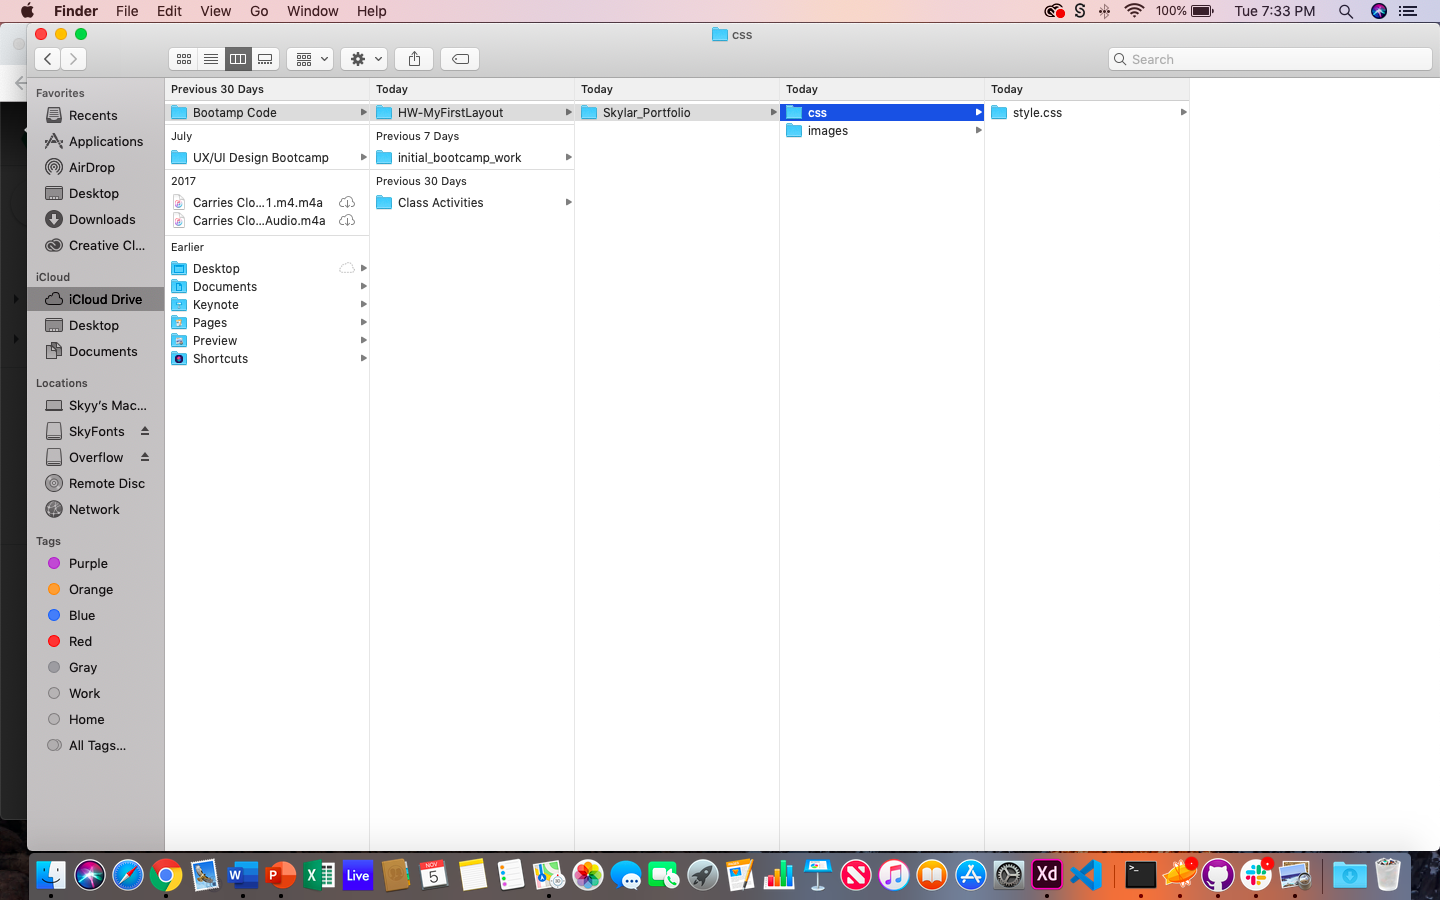 Finder File Edit View Go Window Help 100% Tue 7:33 PM
css
Search
Favorites
Recents
Applications
AirDrop
Desktop
Downloads
Creative Cl...
iCloud
iCloud Drive
Desktop
Documents
Locations
Skyy's Mac...
SkyFonts
Overflow
Remote Disc
Network
Tags
Purple
Orange
Blue
Red
Gray
Work
Home
All Tags...
Previous 30 Days
Bootamp Code
July
UX/UI Design Bootcamp
2017
Carries Clo...1.m4.m4a
Carries Clo...Audio.m4a
Earlier
Desktop
Documents
Keynote
Pages
Preview
Shortcuts
Today
HW-MyFirstLayout
Previous 7 Days
initial_bootcamp_work
Previous 30 Days
Class Activities
Today
Skylar_Portfolio
Today
css
images
Today
style.css
W P X Live NOV 5 Xd